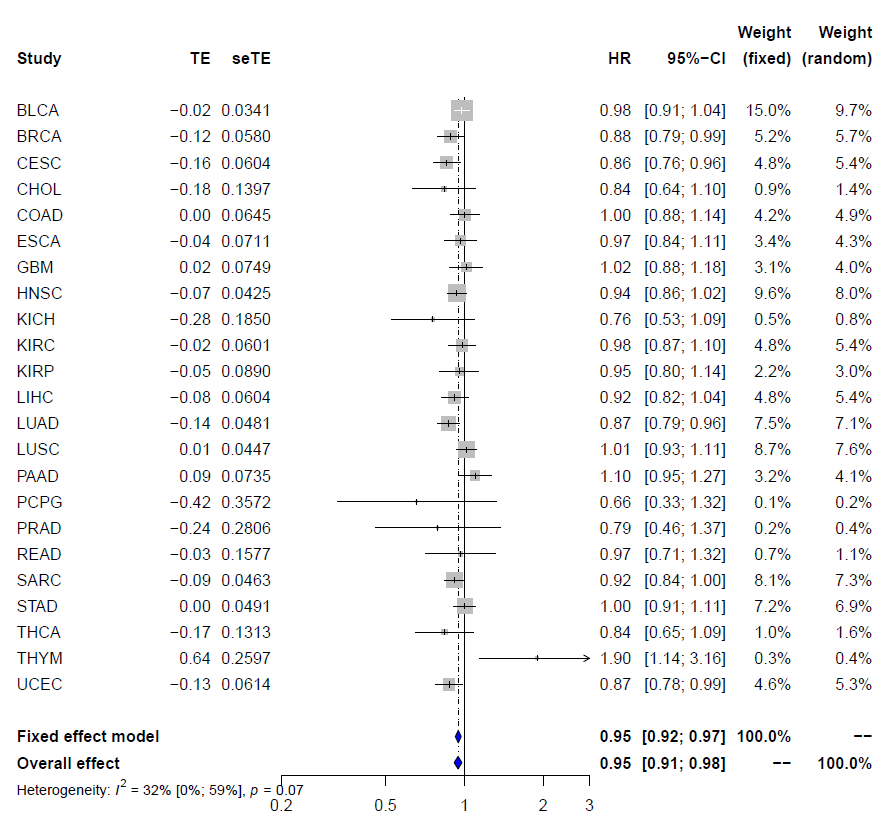 Weight Weight
Study TE seTE HR 95%−CI (fixed) (random)
BLCA −0.02 0.0341 0.98 [0.91; 1.04] 15.0% 9.7%
BRCA −0.12 0.0580 0.88 [0.79; 0.99] 5.2% 5.7%
CESC −0.16 0.0604 0.86 [0.76; 0.96] 4.8% 5.4%
CHOL −0.18 0.1397 0.84 [0.64; 1.10] 0.9% 1.4%
COAD 0.00 0.0645 1.00 [0.88; 1.14] 4.2% 4.9%
ESCA −0.04 0.0711 0.97 [0.84; 1.11] 3.4% 4.3%
GBM 0.02 0.0749 1.02 [0.88; 1.18] 3.1% 4.0%
HNSC −0.07 0.0425 0.94 [0.86; 1.02] 9.6% 8.0%
KICH −0.28 0.1850 0.76 [0.53; 1.09] 0.5% 0.8%
KIRC −0.02 0.0601 0.98 [0.87; 1.10] 4.8% 5.4%
KIRP −0.05 0.0890 0.95 [0.80; 1.14] 2.2% 3.0%
LIHC −0.08 0.0604 0.92 [0.82; 1.04] 4.8% 5.4%
LUAD −0.14 0.0481 0.87 [0.79; 0.96] 7.5% 7.1%
LUSC 0.01 0.0447 1.01 [0.93; 1.11] 8.7% 7.6%
PAAD 0.09 0.0735 1.10 [0.95; 1.27] 3.2% 4.1%
PCPG −0.42 0.3572 0.66 [0.33; 1.32] 0.1% 0.2%
PRAD −0.24 0.2806 0.79 [0.46; 1.37] 0.2% 0.4%
READ −0.03 0.1577 0.97 [0.71; 1.32] 0.7% 1.1%
SARC −0.09 0.0463 0.92 [0.84; 1.00] 8.1% 7.3%
STAD 0.00 0.0491 1.00 [0.91; 1.11] 7.2% 6.9%
THCA −0.17 0.1313 0.84 [0.65; 1.09] 1.0% 1.6%
THYM 0.64 0.2597 1.90 [1.14; 3.16] 0.3% 0.4%
UCEC −0.13 0.0614 0.87 [0.78; 0.99] 4.6% 5.3%
Fixed effect model 0.95 [0.92; 0.97] 100.0% −−
Overall effect 0.95 [0.91; 0.98] −− 100.0%
Heterogeneity: I² = 32% [0%; 59%], p = 0.07
0.2 0.5 1 2 3